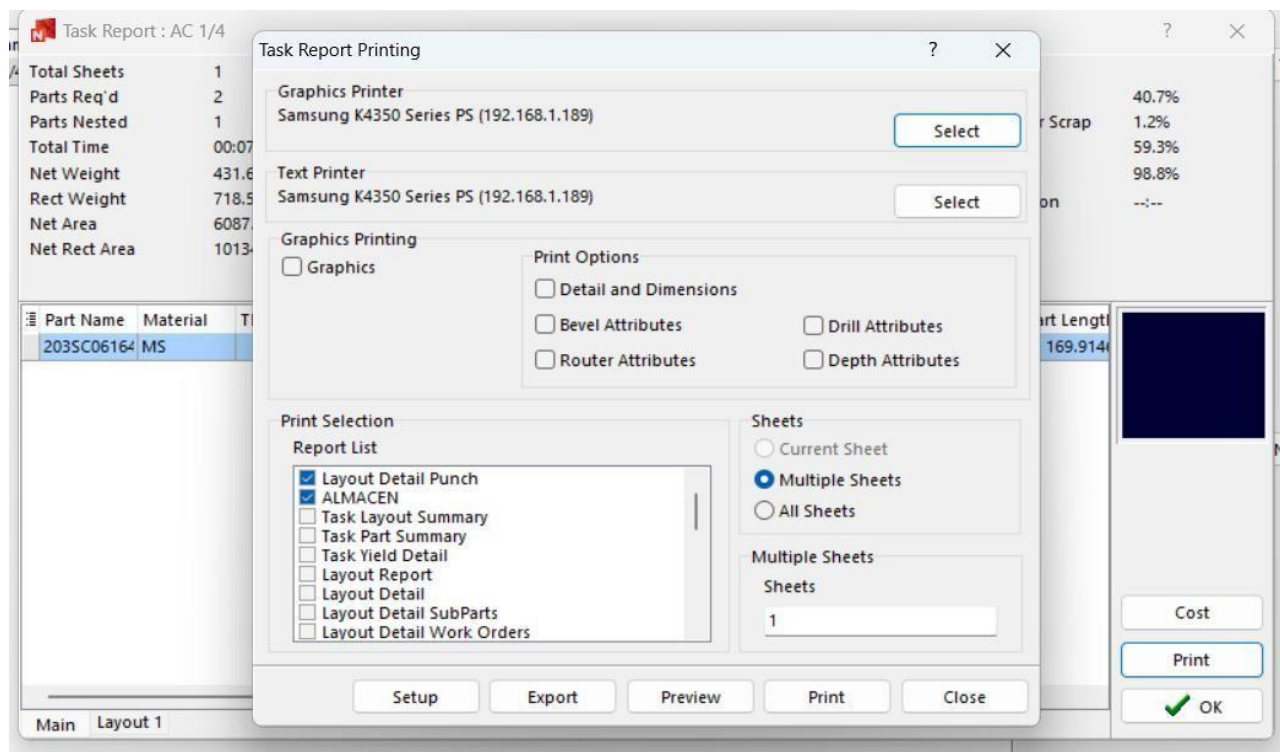 Task Report : AC 1/4
?
Total Sheets 1
Parts Req'd 2
Parts Nested 1
Total Time 00:07
Net Weight 431.6
Rect Weight 718.5
Net Area 6087.
Net Rect Area 10134
40.7%
r Scrap 1.2%
59.3%
98.8%
on --:--
Part Name Material
203SC06164 MS
art Lengt
169.914
Cost
Print
OK
Main Layout 1
Task Report Printing
?
Graphics Printer
Samsung K4350 Series PS (192.168.1.189)
Select
Text Printer
Samsung K4350 Series PS (192.168.1.189)
Select
Graphics Printing
Graphics
Print Options
Detail and Dimensions
Bevel Attributes Drill Attributes
Router Attributes Depth Attributes
Print Selection
Report List
Layout Detail Punch
ALMACEN
Task Layout Summary
Task Part Summary
Task Yield Detail
Layout Report
Layout Detail
Layout Detail SubParts
Layout Detail Work Orders
Sheets
Current Sheet
Multiple Sheets
All Sheets
Multiple Sheets
Sheets
1
Setup Export Preview Print Close